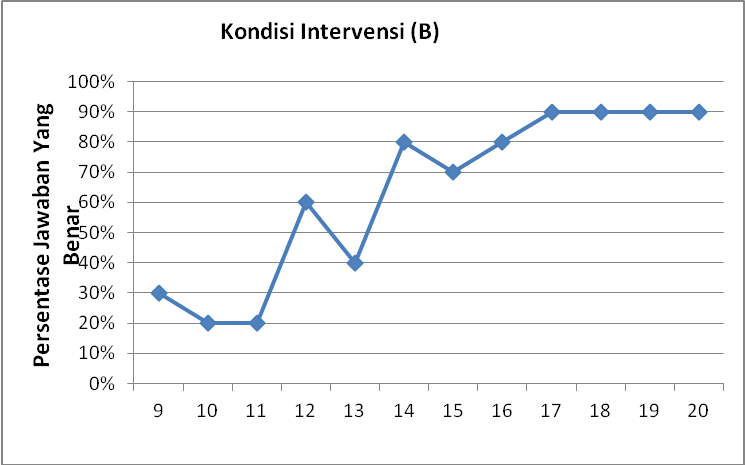 Kondisi Intervensi (B)
Persentase Jawaban Yang
Benar
100%
90%
80%
70%
60%
50%
40%
30%
20%
10%
0%
9 10 11 12 13 14 15 16 17 18 19 20